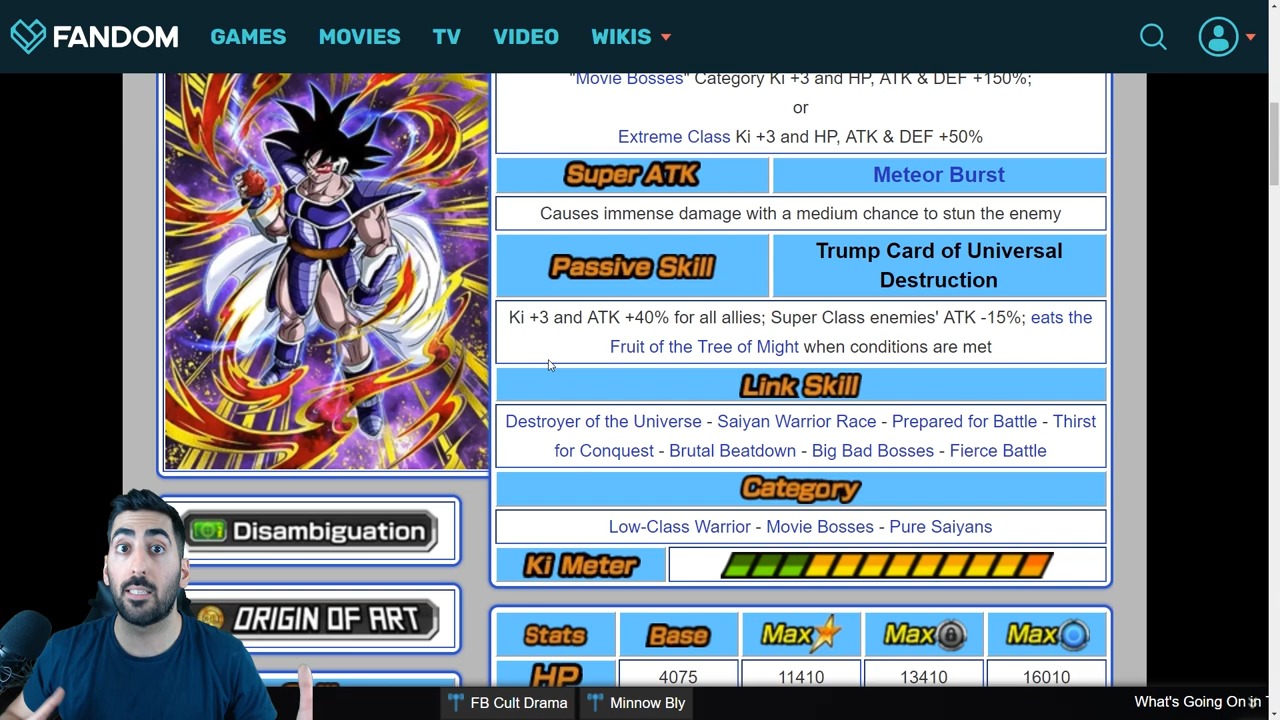 FANDOM GAMES MOVIES TV VIDEO WIKIS
"Movie Bosses" Category Ki +3 and HP, ATK & DEF +150%;
or
Extreme Class Ki +3 and HP, ATK & DEF +50%
Super ATK Meteor Burst
Causes immense damage with a medium chance to stun the enemy
Passive Skill Trump Card of Universal
Destruction
Ki +3 and ATK +40% for all allies; Super Class enemies' ATK -15%; eats the
Fruit of the Tree of Might when conditions are met
Link Skill
Destroyer of the Universe - Saiyan Warrior Race - Prepared for Battle - Thirst
for Conquest - Brutal Beatdown - Big Bad Bosses - Fierce Battle
Category
Low-Class Warrior - Movie Bosses - Pure Saiyans
Ki Meter
Disambiguation
ORIGIN OF ART
Stats Base Max Max Max
HP 4075 11410 13410 16010
FB Cult Drama Minnow Bly What's Going On in